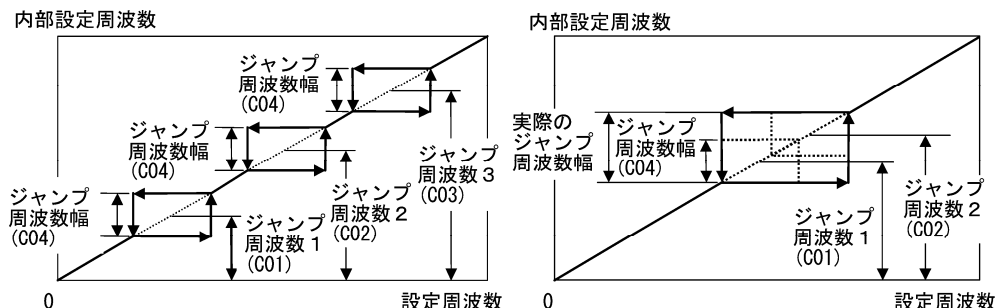 内部設定周波数
ジャンプ
周波数幅
(C04)
ジャンプ
周波数幅
(C04)
ジャンプ
周波数幅
(C04)
ジャンプ
周波数1
(C01)
ジャンプ
周波数2
(C02)
ジャンプ
周波数3
(C03)
0
設定周波数
内部設定周波数
実際の
ジャンプ
周波数幅
ジャンプ
周波数幅
(C04)
ジャンプ
周波数1
(C01)
ジャンプ
周波数2
(C02)
0
設定周波数